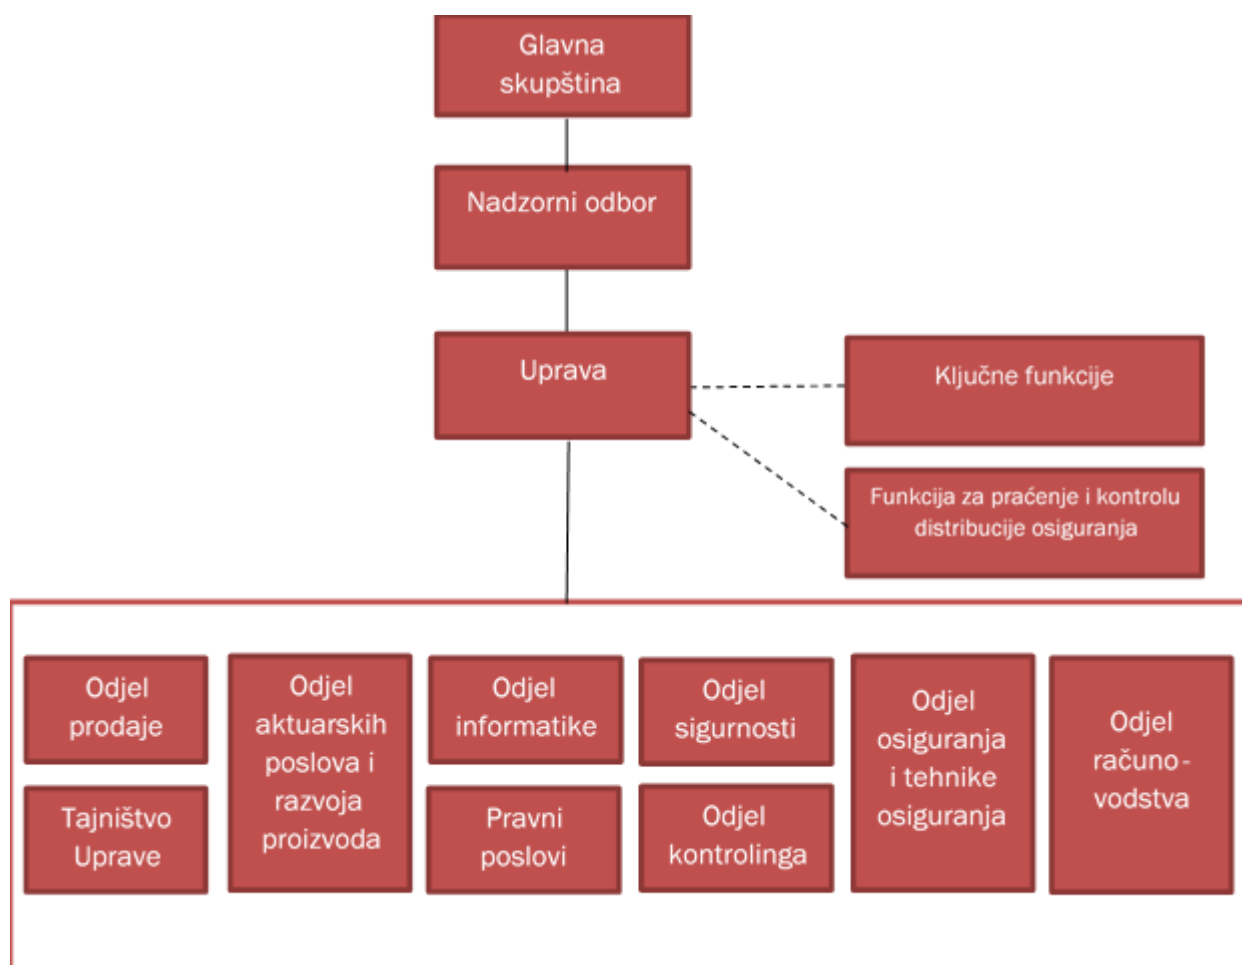 Glavna
skupština
Nadzorni odbor
Uprava
Ključne funkcije
Funkcija za praćenje i kontrolu
distribucije osiguranja
Odjel
prodaje
Tajništvo
Uprave
Odjel
aktuarskih
poslova i
razvoja
proizvoda
Odjel
informatike
Pravni
poslovi
Odjel
sigurnosti
Odjel
kontrolinga
Odjel
osiguranja
i tehnike
osiguranja
Odjel
računo-
vodstva